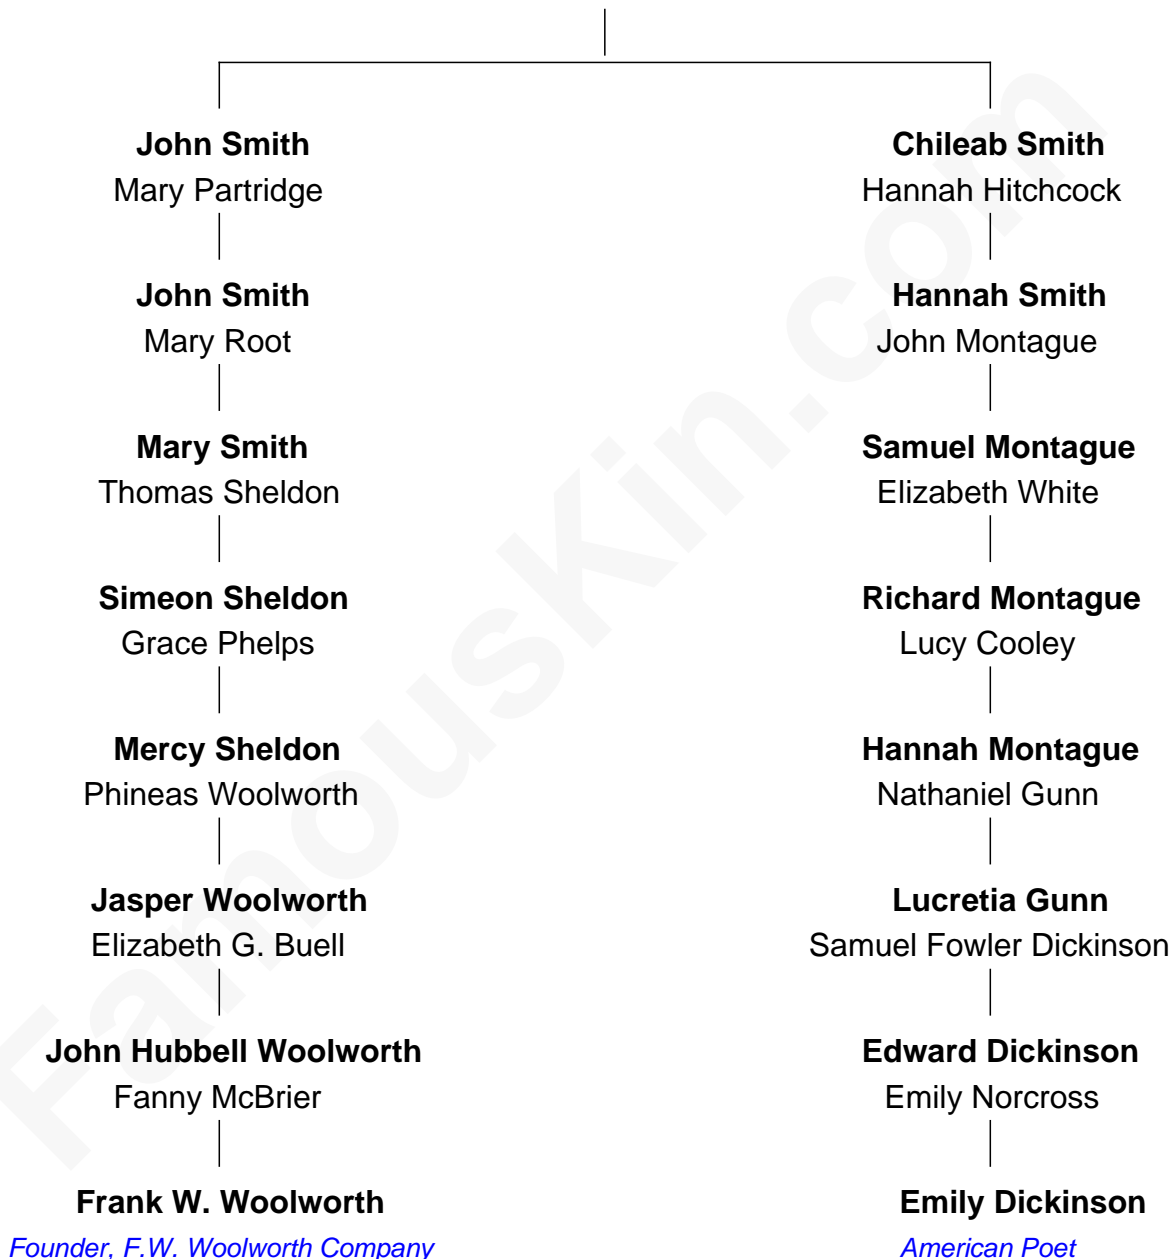 John Smith
Mary Partridge
Chileab Smith
Hannah Hitchcock
John Smith
Mary Root
Hannah Smith
John Montague
Mary Smith
Thomas Sheldon
Samuel Montague
Elizabeth White
Simeon Sheldon
Grace Phelps
Richard Montague
Lucy Cooley
Mercy Sheldon
Phineas Woolworth
Hannah Montague
Nathaniel Gunn
Jasper Woolworth
Elizabeth G. Buell
Lucretia Gunn
Samuel Fowler Dickinson
John Hubbell Woolworth
Fanny McBrier
Edward Dickinson
Emily Norcross
Frank W. Woolworth
Founder, F.W. Woolworth Company
Emily Dickinson
American Poet
FamousKin.com